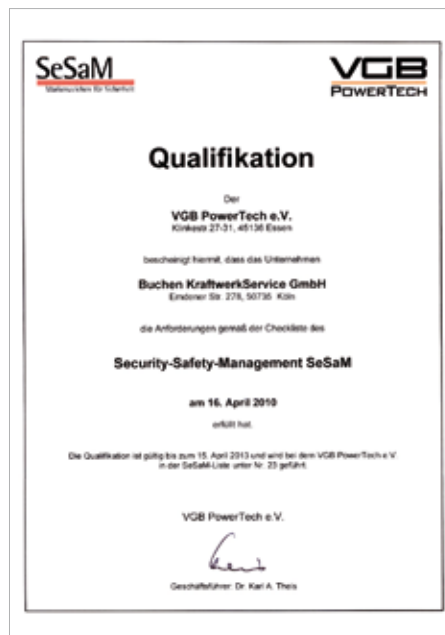 SeSaM
VGB
POWERTECH
Qualifikation
Der
VGB PowerTech e.V.
Klinkestr. 27-31, 45136 Essen
bescheinigt hiermit, dass das Unternehmen
Buchen KraftwerkService GmbH
Emdener Str. 278, 50735 Köln
die Anforderungen gemäß der Checkliste des
Security-Safety-Management SeSaM
am 16. April 2010
erfüllt hat.
Die Qualifikation ist gültig bis zum 15. April 2013 und wird bei dem VGB PowerTech e.V.
in der SeSaM-Liste unter Nr. 23 geführt.
VGB PowerTech e.V.
Geschäftsführer: Dr. Karl A. Theis